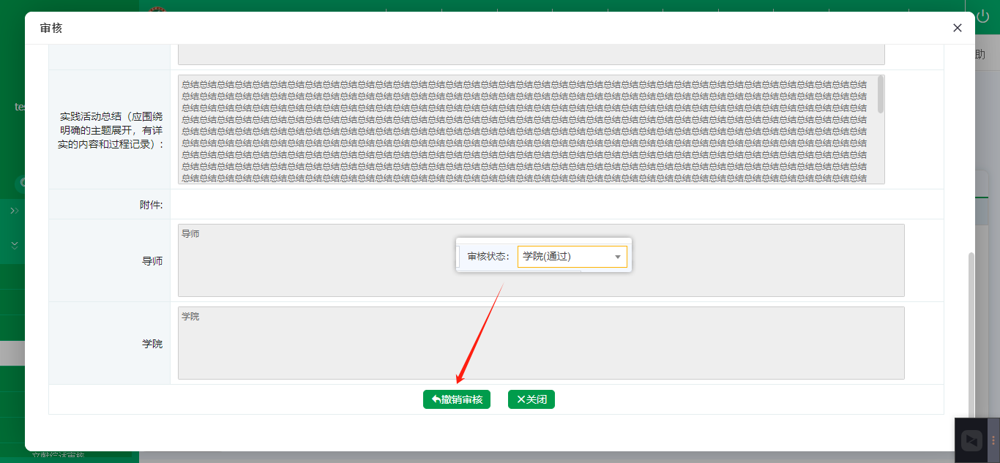 审核
助
实践活动总结（应围绕
明确的主题展开，有详
实的内容和过程记录）:
总结总结总结总结总结总结总结总结总结总结总结总结总结总结总结总结总结总结总结总结总结总结总结总结总结总结总结总结总结总结总结总结总结总结总结总结总结总结总结
总结总结总结总结总结总结总结总结总结总结总结总结总结总结总结总结总结总结总结总结总结总结总结总结总结总结总结总结总结总结总结总结总结总结总结总结总结总结总结
总结总结总结总结总结总结总结总结总结总结总结总结总结总结总结总结总结总结总结总结总结总结总结总结总结总结总结总结总结总结总结总结总结总结总结总结总结总结总结
总结总结总结总结总结总结总结总结总结总结总结总结总结总结总结总结总结总结总结总结总结总结总结总结总结总结总结总结总结总结总结总结总结总结总结总结总结总结总结
总结总结总结总结总结总结总结总结总结总结总结总结总结总结总结总结总结总结总结总结总结总结总结总结总结总结总结总结总结总结总结总结总结总结总结总结总结总结总结
总结总结总结总结总结总结总结总结总结总结总结总结总结总结总结总结总结总结总结总结总结总结总结总结总结总结总结总结总结总结总结总结总结总结总结总结总结总结总结
总结总结总结总结总结总结总结总结总结总结总结总结总结总结总结总结总结总结总结总结总结总结总结总结总结总结总结总结总结总结总结总结总结总结总结总结总结总结总结
总结总结总结总结总结总结总结总结总结总结总结总结总结总结总结总结总结总结总结总结总结总结总结总结总结总结总结总结总结总结总结总结总结总结总结总结总结总结总结
总结总结总结总结总结总结总结总结总结总结总结总结总结总结总结总结总结总结总结总结总结总结总结总结总结总结总结总结总结总结总结总结总结总结总结总结总结总结总结
附件:
导师
导师
审核状态: 学院(通过)
学院
学院
撤销审核 关闭
文献综述审核